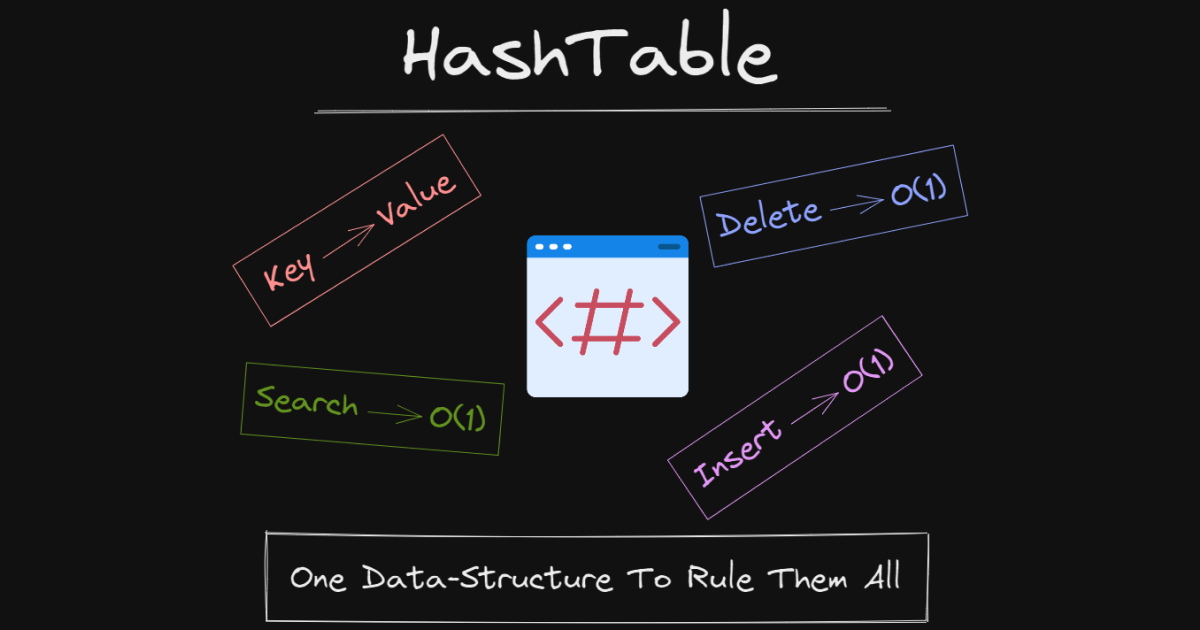 HashTable
Key → Value
Delete → O(1)
<#>
Search → O(1)
Insert → O(1)
One Data-Structure To Rule Them All